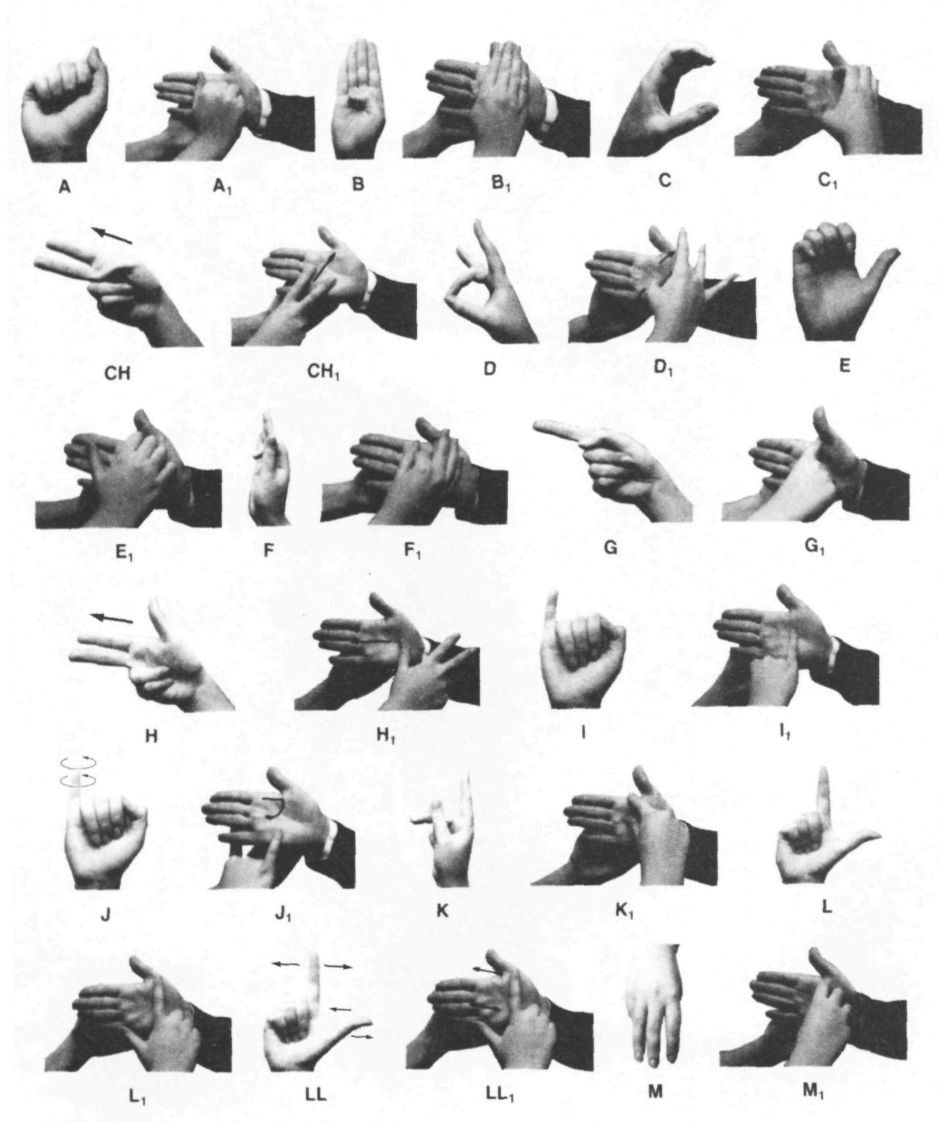 A A₁ B B₁ C C₁
CH CH₁ D D₁ E
E₁ F F₁ G G₁
H H₁ I I₁
J J₁ K K₁ L
L₁ LL LL₁ M M₁